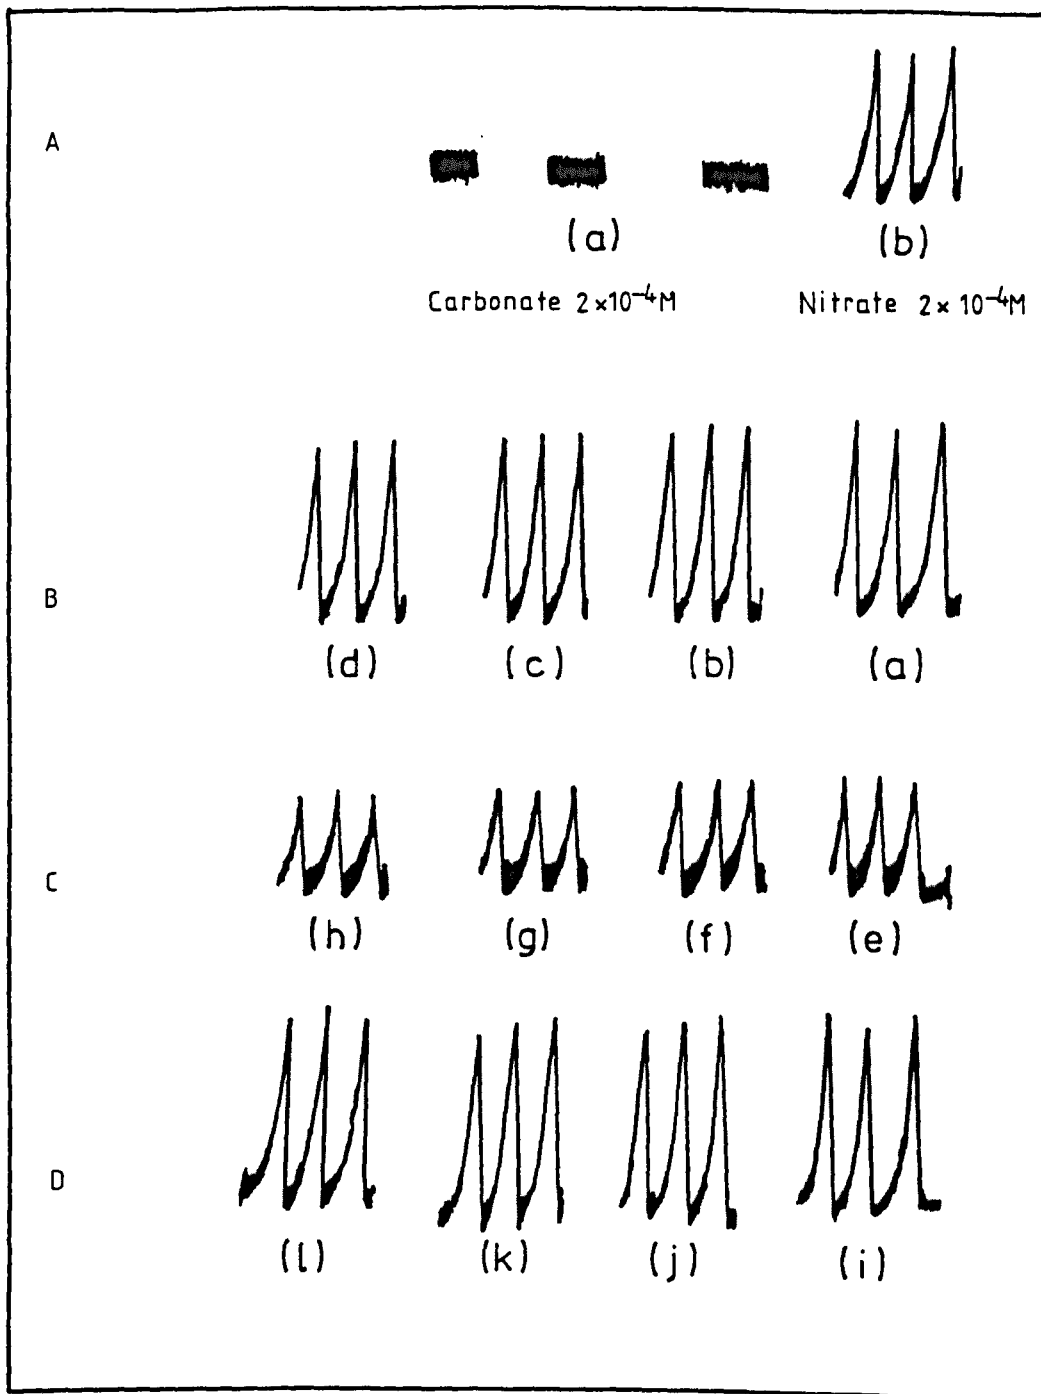 A
(a) (b)
Carbonate 2×10⁻⁴M Nitrate 2× 10⁻⁴M
B
(d) (c) (b) (a)
C
(h) (g) (f) (e)
D
(l) (k) (j) (i)